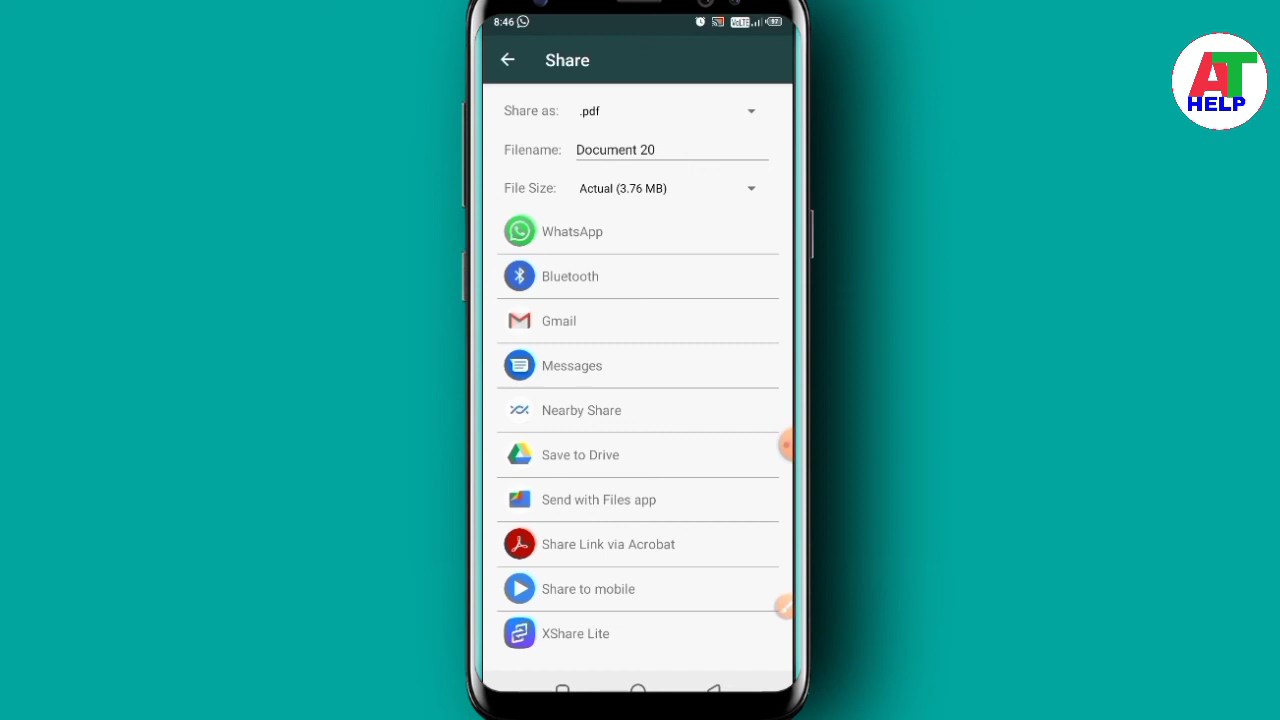 8:46
VoLTE
97
Share
Share as: .pdf
Filename: Document 20
File Size: Actual (3.76 MB)
WhatsApp
Bluetooth
Gmail
Messages
Nearby Share
Save to Drive
Send with Files app
Share Link via Acrobat
Share to mobile
XShare Lite
AT
HELP